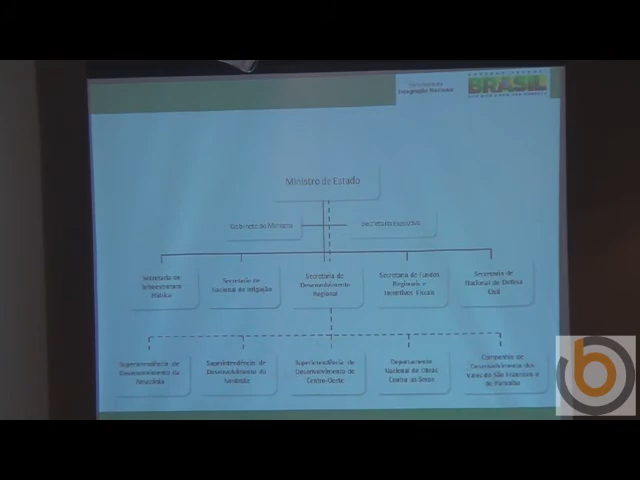 Integração Nacional
BRASIL
Ministro de Estado
Gabinete do Ministro
Secretaria Executiva
Secretaria de
Infraestrutura
Hídrica
Secretaria de
Nacional de Irrigação
Secretaria de
Desenvolvimento
Regional
Secretaria de Fundos
Regionais e
Incentivos Fiscais
Secretaria de
Nacional de Defesa
Civil
Superintendência de
Desenvolvimento da
Amazônia
Superintendência de
Desenvolvimento do
Nordeste
Superintendência de
Desenvolvimento do
Centro-Oeste
Departamento
Nacional de Obras
Contra as Secas
Companhia de
Desenvolvimento dos
Vales do São Francisco e
do Parnaíba
b